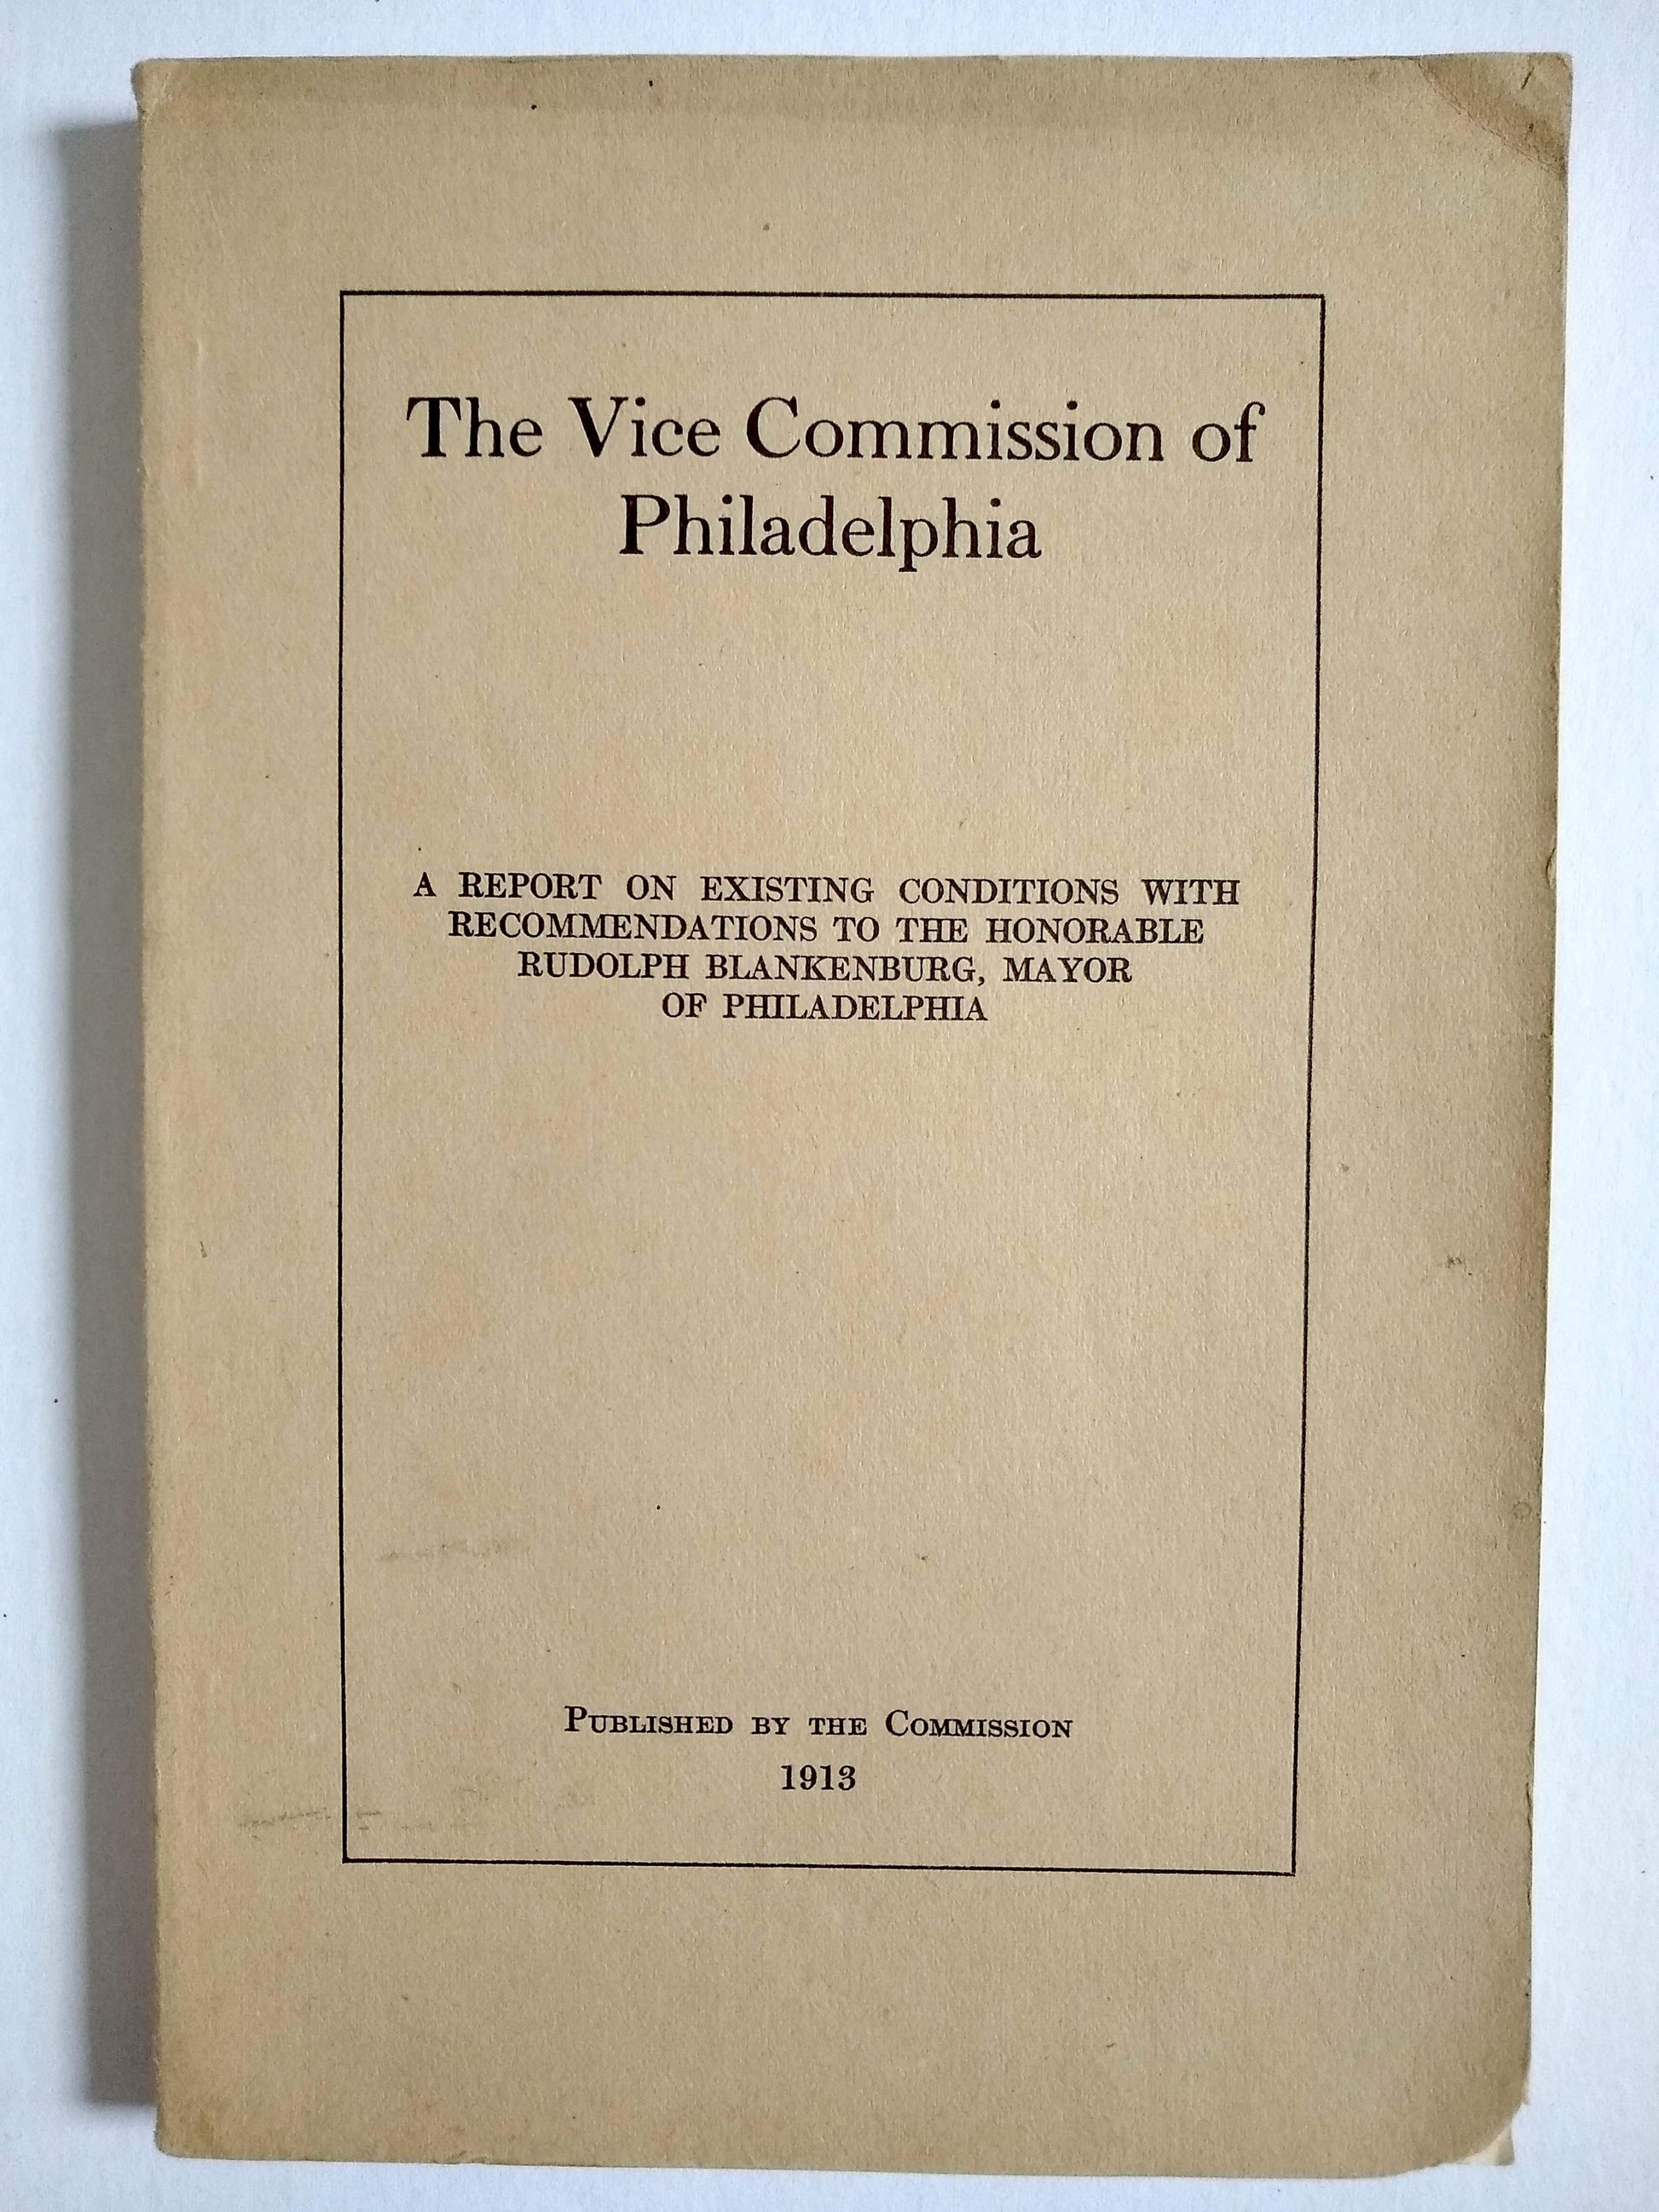 The Vice Commission of
Philadelphia
A REPORT ON EXISTING CONDITIONS WITH
RECOMMENDATIONS TO THE HONORABLE
RUDOLPH BLANKENBURG, MAYOR
OF PHILADELPHIA
PUBLISHED BY THE COMMISSION
1913